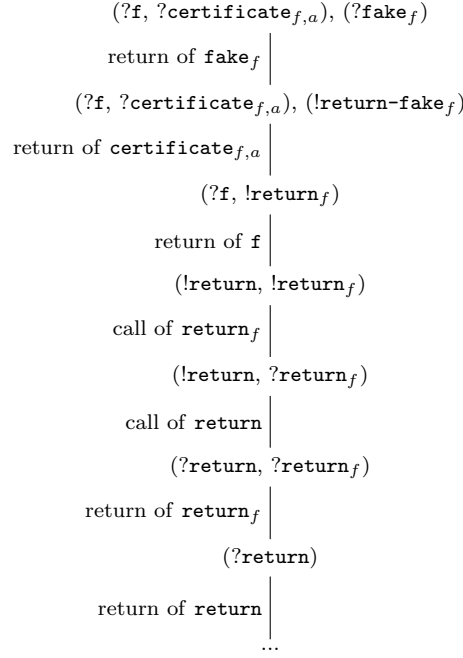 (?f, ?certificate_{f,a}), (?fake_f)
return of fake_f
(?f, ?certificate_{f,a}), (!return-fake_f)
return of certificate_{f,a}
(?f, !return_f)
return of f
(!return, !return_f)
call of return_f
(!return, ?return_f)
call of return
(?return, ?return_f)
return of return_f
(?return)
return of return
...